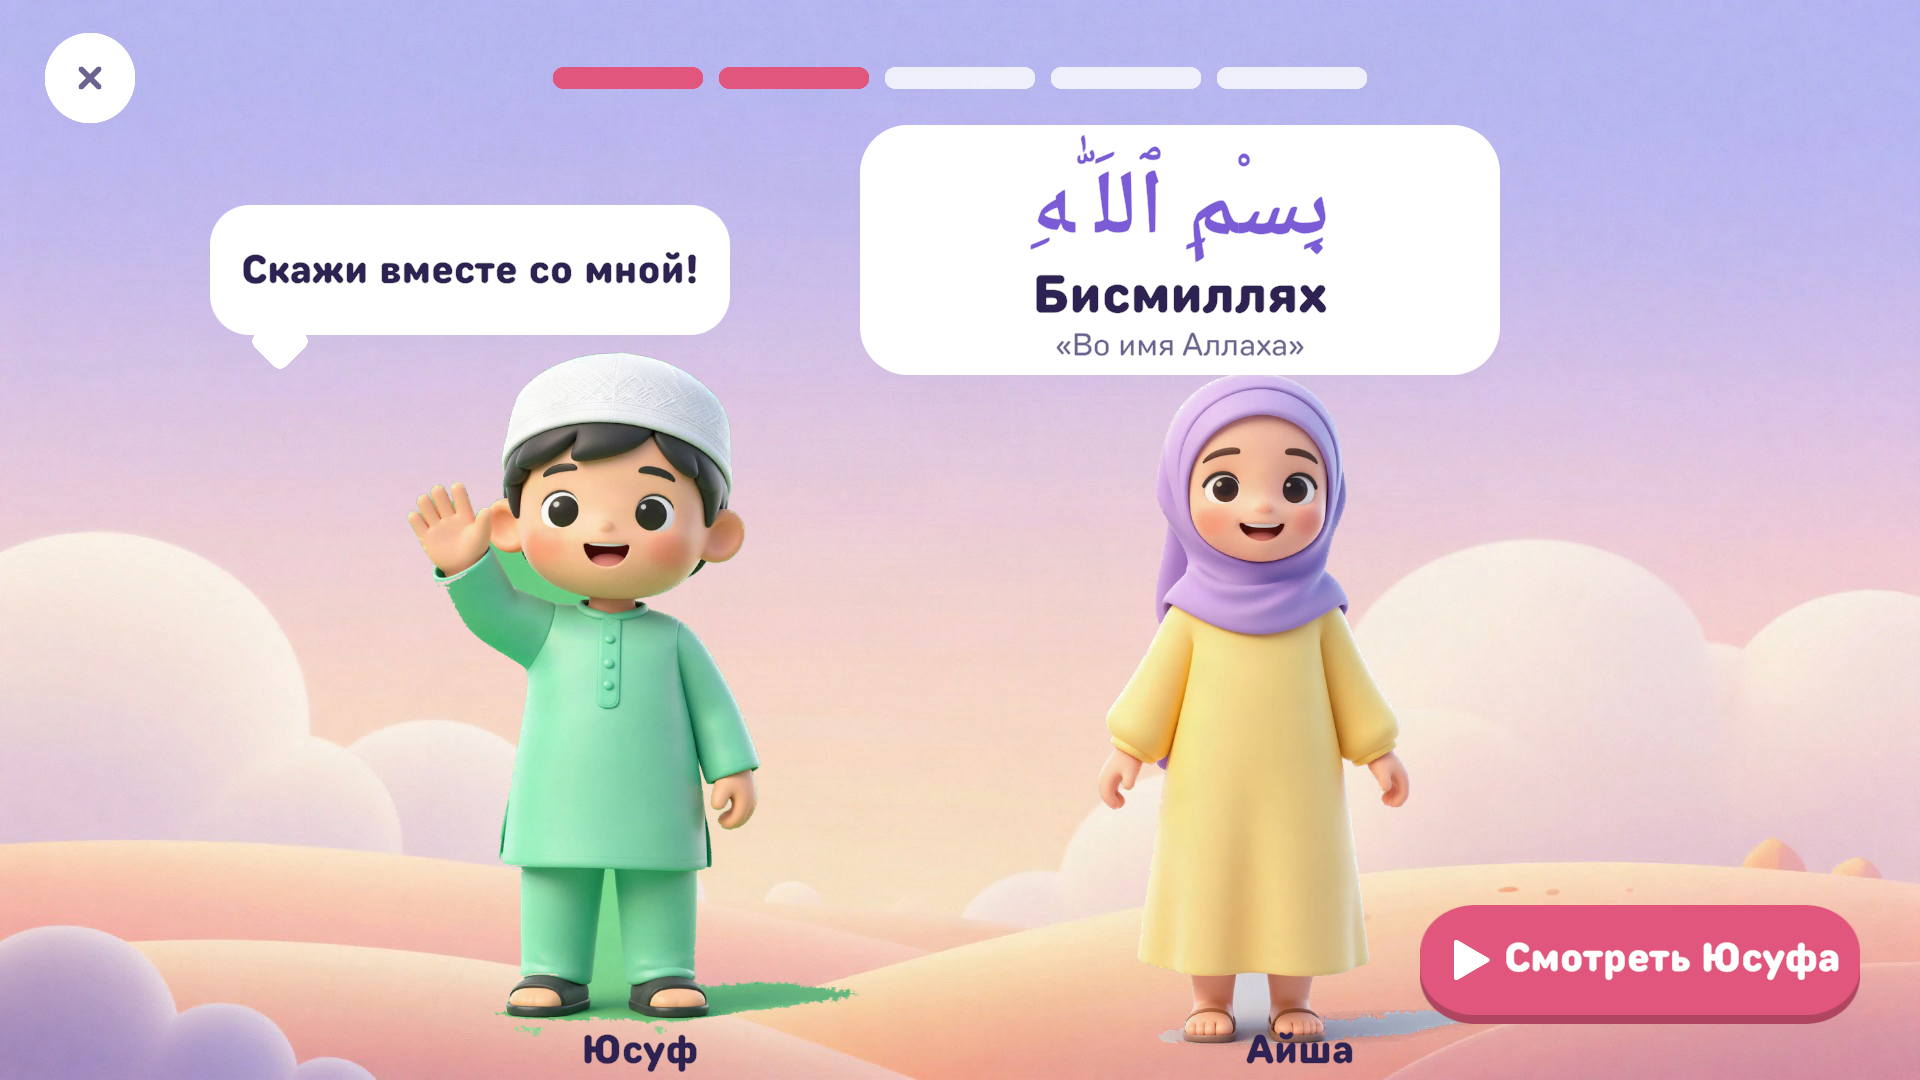 Скажи вместе со мной!
بِسْمِ ٱللَّهِ
Бисмиллях
«Во имя Аллаха»
Смотреть Юсуфа
Юсуф
Айша